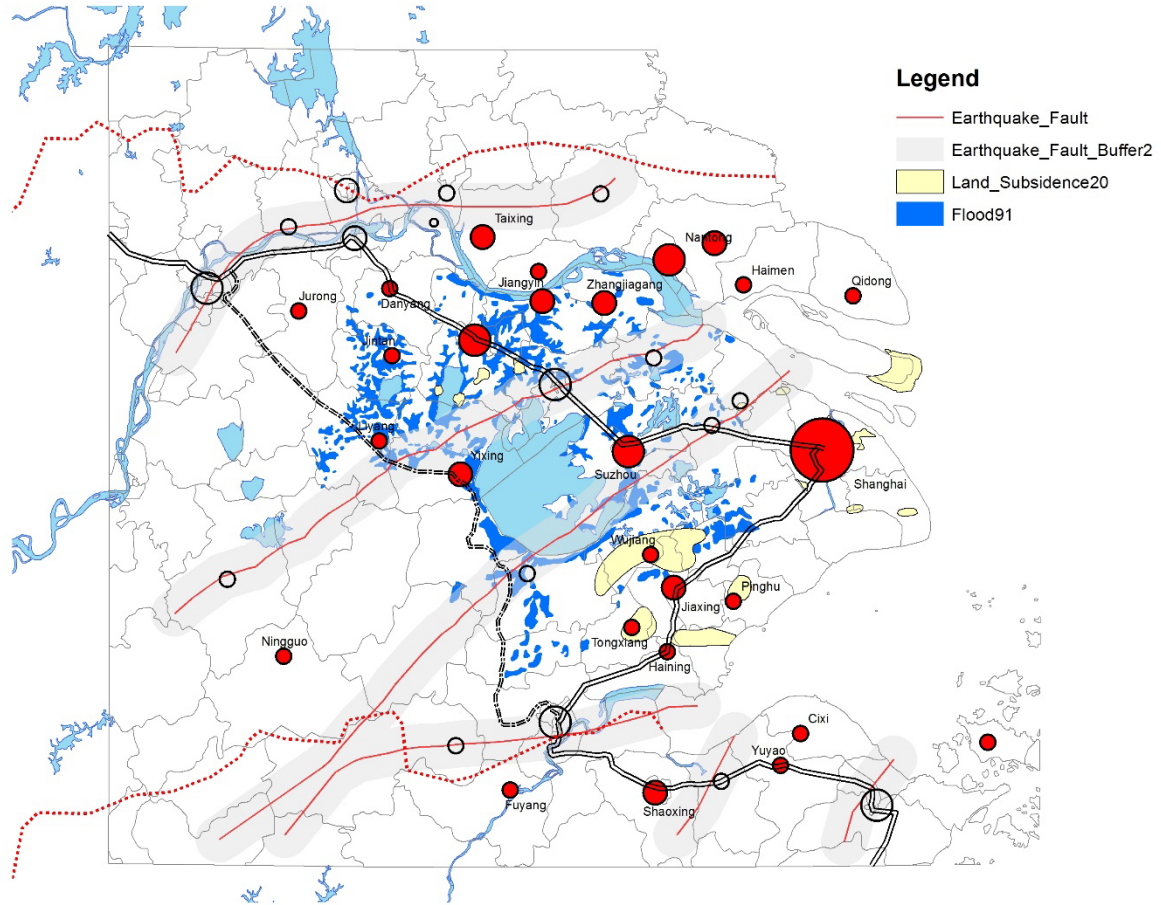 Legend
Earthquake_Fault
Earthquake_Fault_Buffer2
Land_Subsidence20
Flood91
Taixing
Nantong
Haimen
Qidong
Jiangyin
Zhangjiagang
Danyang
Jurong
Jintan
Liyang
Yixing
Suzhou
Shanghai
Wujiang
Pinghu
Jiaxing
Tongxiang
Haining
Ningguo
Cixi
Yuyao
Fuyang
Shaoxing